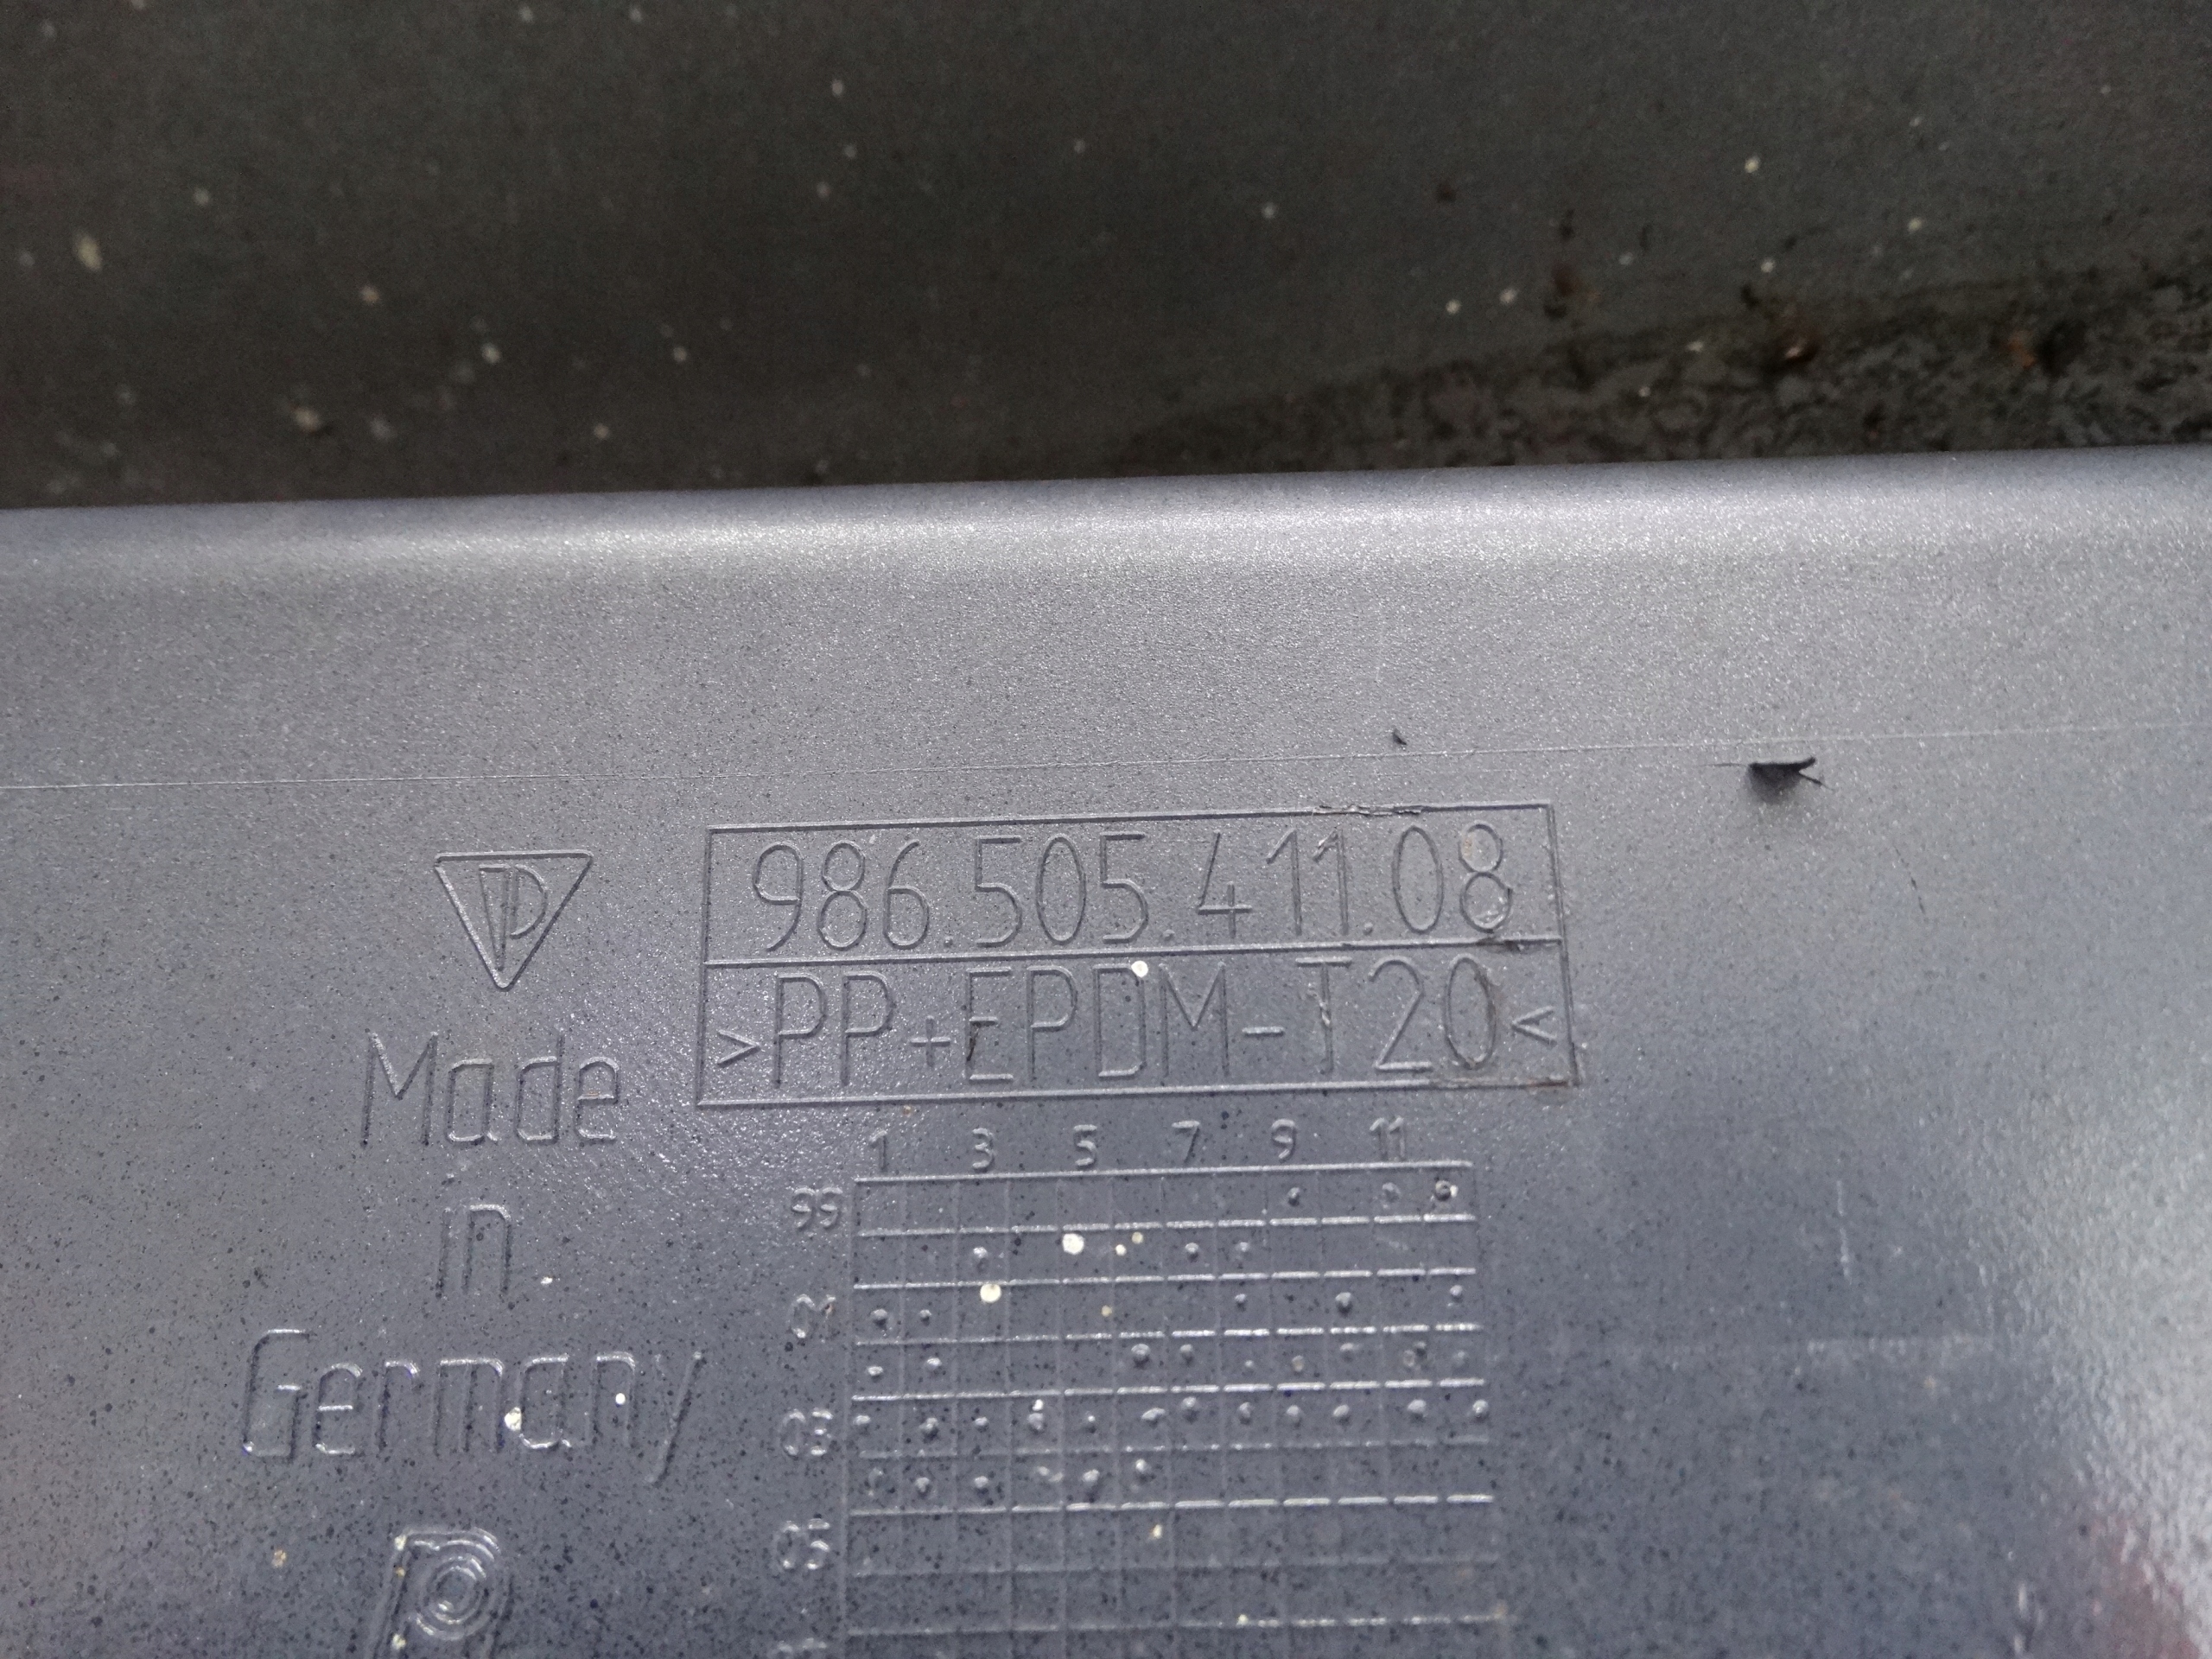 986.505.411.08
>PP+EPDM-T20<
Made
in
Germany
1 3 5 7 9 11
99
01
03
05